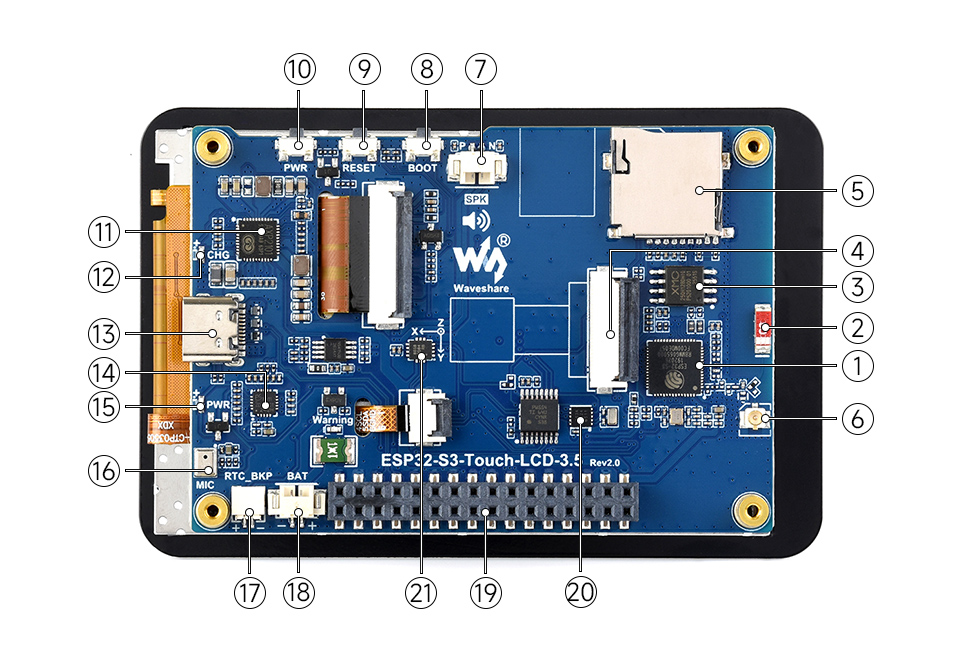 10
9
8
7
PWR
RESET
BOOT
P
N
SPK
5
11
CHG
®
Waveshare
4
XMC
3
12
13
X
Z
Y
2
1
14
15
PWR
Warning
6
16
MIC
RTC_BKP
BAT
ESP32-S3-Touch-LCD-3.5 Rev2.0
+
−
−
+
17
18
21
19
20